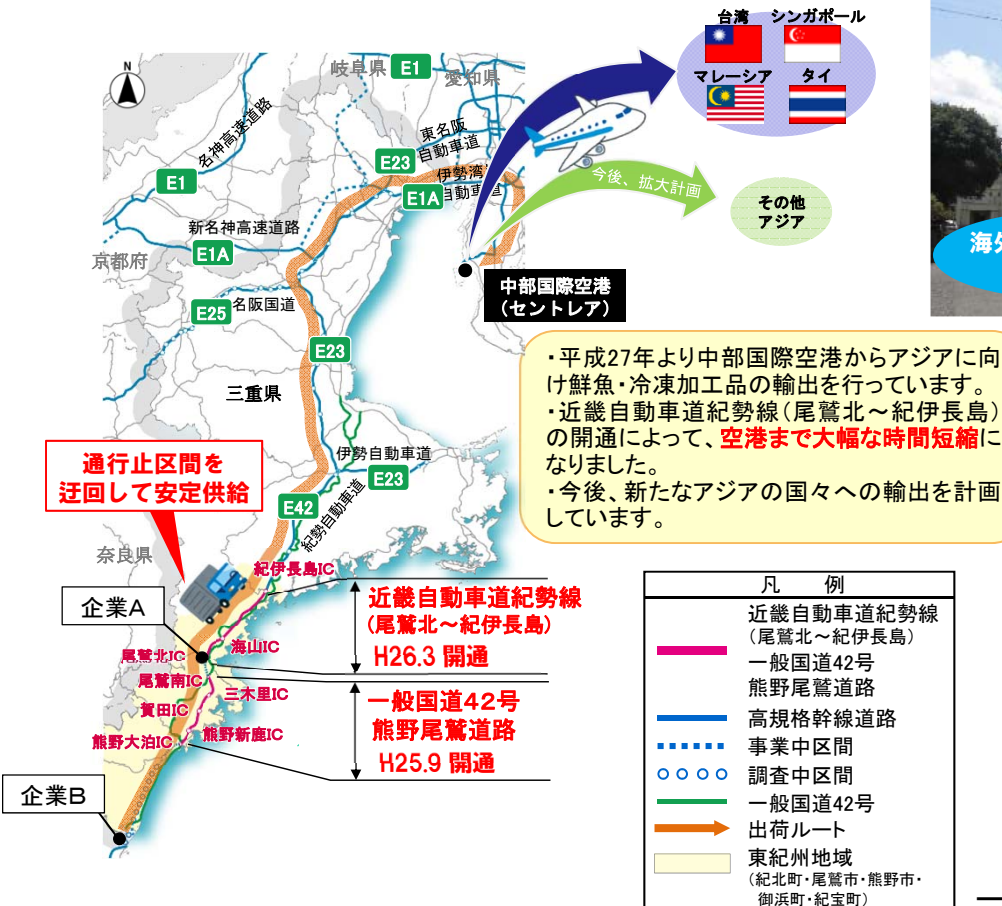 台湾 シンガポール
マレーシア タイ
岐阜県 E1 愛知県
N
名神高速道路
東名阪
自動車道
E23
伊勢湾
自動車道
E1A
E1
今後、拡大計画
その他
アジア
海外
新名神高速道路
E1A
京都府
中部国際空港
(セントレア)
E25 名阪国道
E23
三重県
・平成27年より中部国際空港からアジアに向
け鮮魚・冷凍加工品の輸出を行っています。
・近畿自動車道紀勢線(尾鷲北～紀伊長島)
の開通によって、空港まで大幅な時間短縮に
なりました。
・今後、新たなアジアの国々への輸出を計画
しています。
通行止区間を
迂回して安定供給
伊勢自動車道
E23
E42
紀勢自動車道
奈良県
紀伊長島IC
企業A
近畿自動車道紀勢線
(尾鷲北～紀伊長島)
H26.3 開通
海山IC
尾鷲北IC
尾鷲南IC
三木里IC
賀田IC
熊野新鹿IC
熊野大泊IC
一般国道42号
熊野尾鷲道路
H25.9 開通
企業B
凡 例
近畿自動車道紀勢線
(尾鷲北～紀伊長島)
一般国道42号
熊野尾鷲道路
高規格幹線道路
事業中区間
調査中区間
一般国道42号
出荷ルート
東紀州地域
(紀北町・尾鷲市・熊野市・
御浜町・紀宝町)